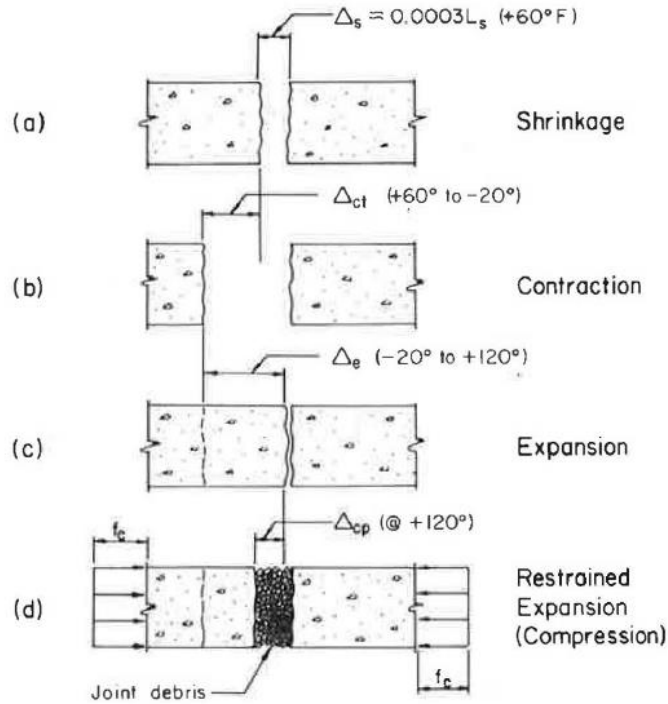 Δs ≈ 0.0003Ls (+60°F)
(a)
Shrinkage
Δct (+60° to -20°)
(b)
Contraction
Δe (-20° to +120°)
(c)
Expansion
Δcp (@ +120°)
fc
(d)
Restrained
Expansion
(Compression)
Joint debris
fc